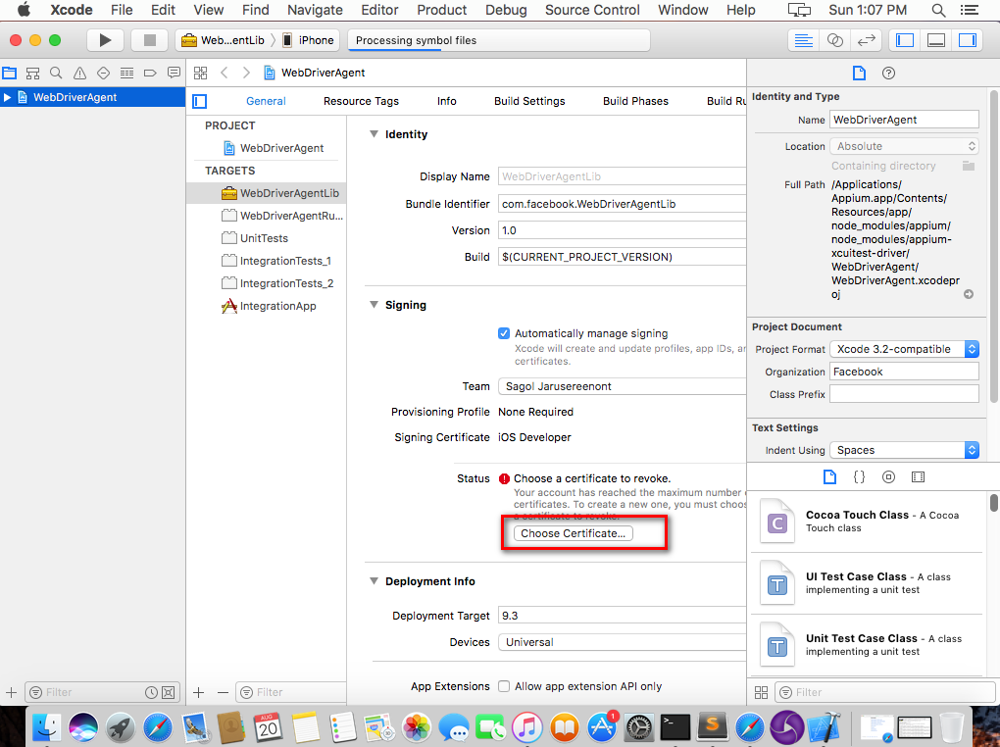 Xcode File Edit View Find Navigate Editor Product Debug Source Control Window Help Sun 1:07 PM
Web...entLib iPhone Processing symbol files
WebDriverAgent
WebDriverAgent
General Resource Tags Info Build Settings Build Phases Build Ru
PROJECT
WebDriverAgent
TARGETS
WebDriverAgentLib
WebDriverAgentRu...
UnitTests
IntegrationTests_1
IntegrationTests_2
IntegrationApp
Identity
Display Name WebDriverAgentLib
Bundle Identifier com.facebook.WebDriverAgentLib
Version 1.0
Build $(CURRENT_PROJECT_VERSION)
Signing
Automatically manage signing
Xcode will create and update profiles, app IDs, an
certificates.
Team Sagol Jarusereenont
Provisioning Profile None Required
Signing Certificate iOS Developer
Status Choose a certificate to revoke.
Your account has reached the maximum number o
certificates. To create a new one, you must choos
a certificate to revoke.
Choose Certificate...
Deployment Info
Deployment Target 9.3
Devices Universal
App Extensions Allow app extension API only
Identity and Type
Name WebDriverAgent
Location Absolute
Containing directory
Full Path /Applications/
Appium.app/Contents/
Resources/app/
node_modules/appium/
node_modules/appium-
xcuitest-driver/
WebDriverAgent/
WebDriverAgent.xcodepr
oj
Project Document
Project Format Xcode 3.2-compatible
Organization Facebook
Class Prefix
Text Settings
Indent Using Spaces
{ }
C Cocoa Touch Class - A Cocoa
Touch class
T UI Test Case Class - A class
implementing a unit test
T Unit Test Case Class - A class
implementing a unit test
Filter
Filter
Filter
AUG
20
1
S